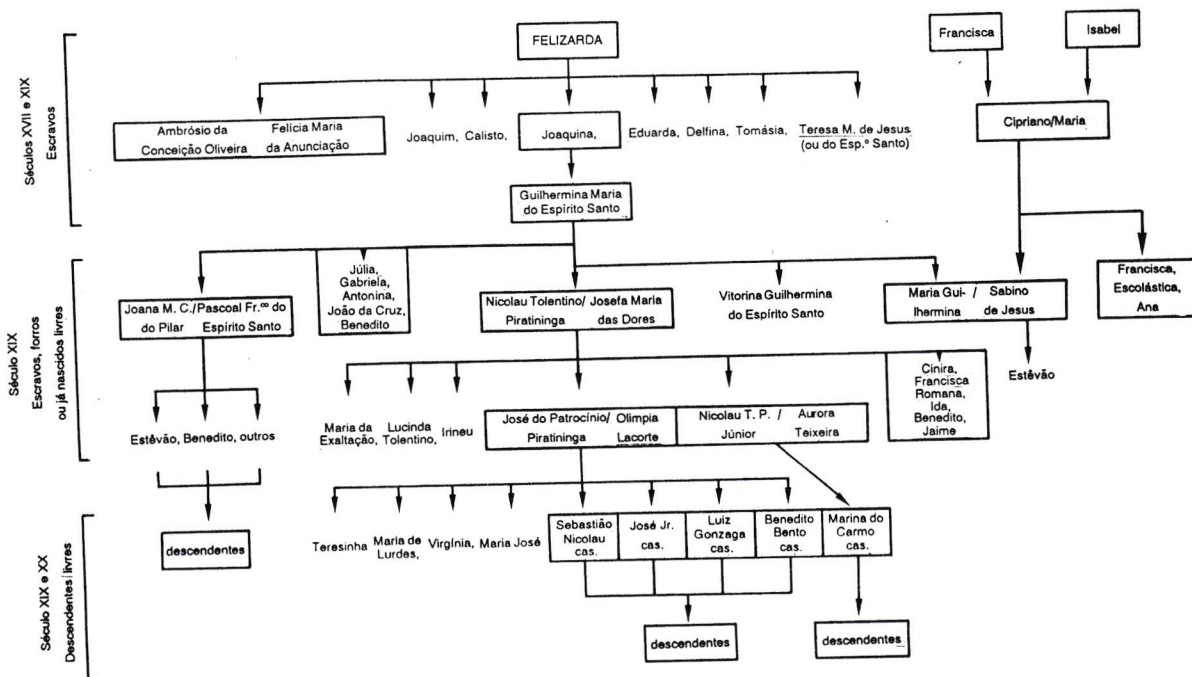 FELIZARDA
Francisca
Isabel
Séculos XVII e XIX
Escravos
Ambrósio da Felícia Maria
Conceição Oliveira da Anunciação
Joaquim, Calisto,
Joaquina,
Eduarda, Delfina, Tomásia,
Teresa M. de Jesus
(ou do Esp.º Santo)
Cipriano/Maria
Guilhermina Maria
do Espírito Santo
Século XIX
Escravos, forros
ou já nascidos livres
Joana M. C./Pascoal Fr.ᶜᵒ do
do Pilar Espírito Santo
Júlia,
Gabriela,
Antonina,
João da Cruz,
Benedito
Nicolau Tolentino/ Josefa Maria
Piratininga das Dores
Vitorina Guilhermina
do Espírito Santo
Maria Gui- / Sabino
lhermina de Jesus
Francisca,
Escolástica,
Ana
Estêvão, Benedito, outros
Maria da
Exaltação,
Lucinda
Tolentino,
Irineu
José do Patrocínio/ Olimpia
Piratininga Lacorte
Nicolau T. P. / Aurora
Júnior Teixeira
Cinira,
Francisca
Romana,
Ida,
Benedito,
Jaime
Estêvão
Século XIX e XX
Descendentes livres
descendentes
Teresinha
Maria de
Lurdes,
Virgínia,
Maria José
Sebastião
Nicolau
cas.
José Jr.
cas.
Luiz
Gonzaga
cas.
Benedito
Bento
cas.
Marina do
Carmo
cas.
descendentes
descendentes